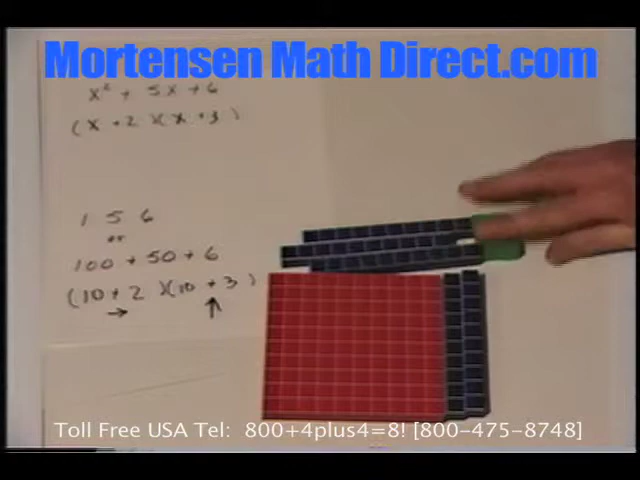 Mortensen Math Direct.com
x² + 5x + 6
(x + 2)(x + 3)
1 5 6
or
100 + 50 + 6
(10 + 2)(10 + 3)
Toll Free USA Tel: 800+4plus4=8! [800-475-8748]